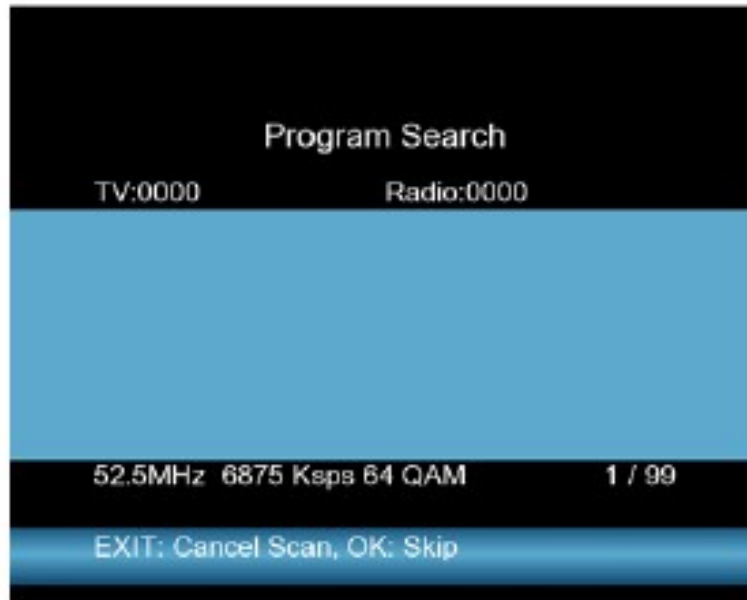 Program Search
TV:0000 Radio:0000
52.5MHz 6875 Ksps 64 QAM 1 / 99
EXIT: Cancel Scan, OK: Skip